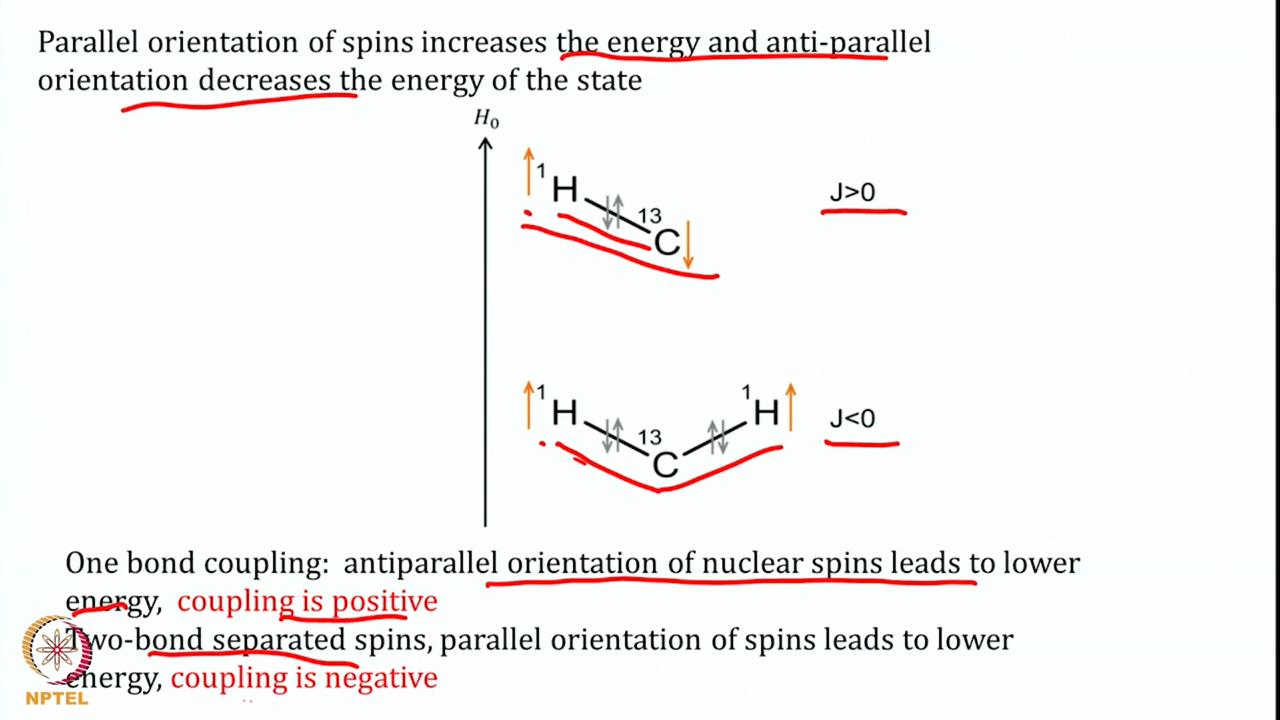 Parallel orientation of spins increases the energy and anti-parallel
orientation decreases the energy of the state
H₀
¹H
¹³C
J>0
¹H
¹³C
¹H
J<0
One bond coupling: antiparallel orientation of nuclear spins leads to lower
energy, coupling is positive
Two-bond separated spins, parallel orientation of spins leads to lower
energy, coupling is negative
NPTEL